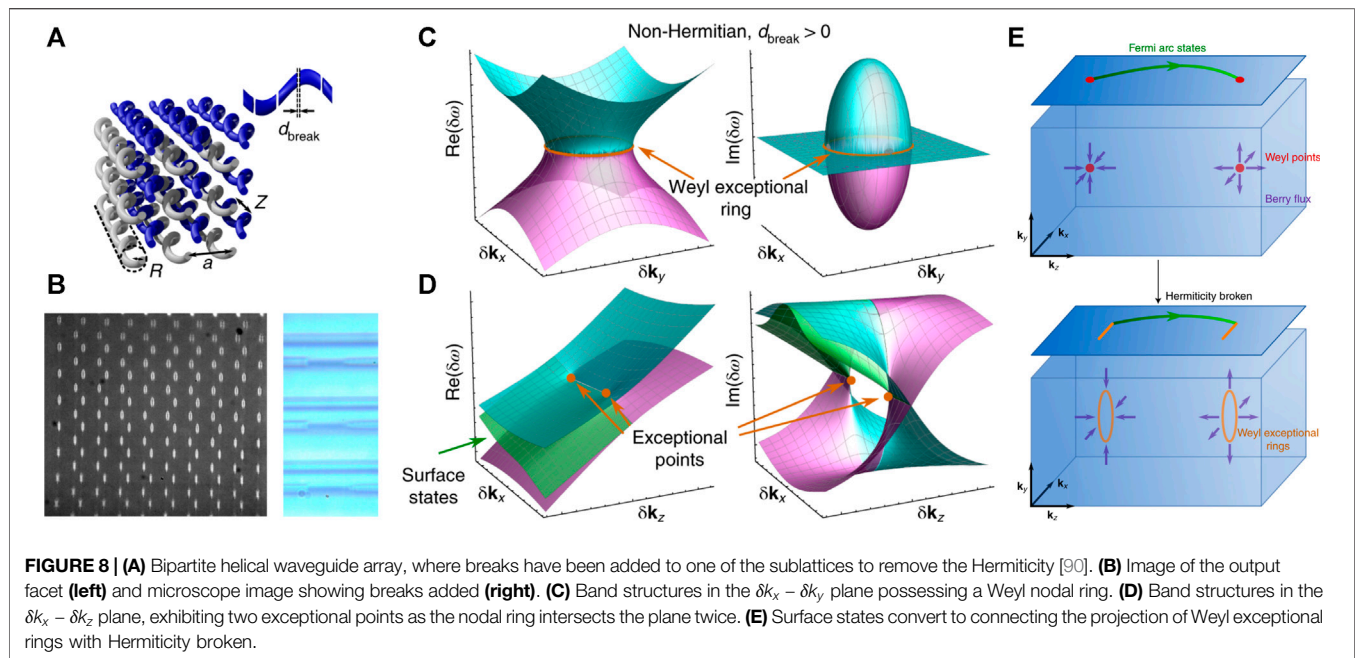 A
d_break
Z
R
a
B
C
Non-Hermitian, d_break > 0
Re(δω)
Im(δω)
Weyl exceptional
ring
δk_x
δk_y
δk_x
δk_y
D
Re(δω)
Im(δω)
Exceptional
points
Surface
states
δk_x
δk_z
δk_x
δk_z
E
Fermi arc states
Weyl points
Berry flux
k_y
k_x
k_z
Hermiticity broken
Weyl exceptional
rings
k_y
k_x
k_z
FIGURE 8 | (A) Bipartite helical waveguide array, where breaks have been added to one of the sublattices to remove the Hermiticity [90]. (B) Image of the output
facet (left) and microscope image showing breaks added (right). (C) Band structures in the δk_x − δk_y plane possessing a Weyl nodal ring. (D) Band structures in the
δk_x − δk_z plane, exhibiting two exceptional points as the nodal ring intersects the plane twice. (E) Surface states convert to connecting the projection of Weyl exceptional
rings with Hermiticity broken.